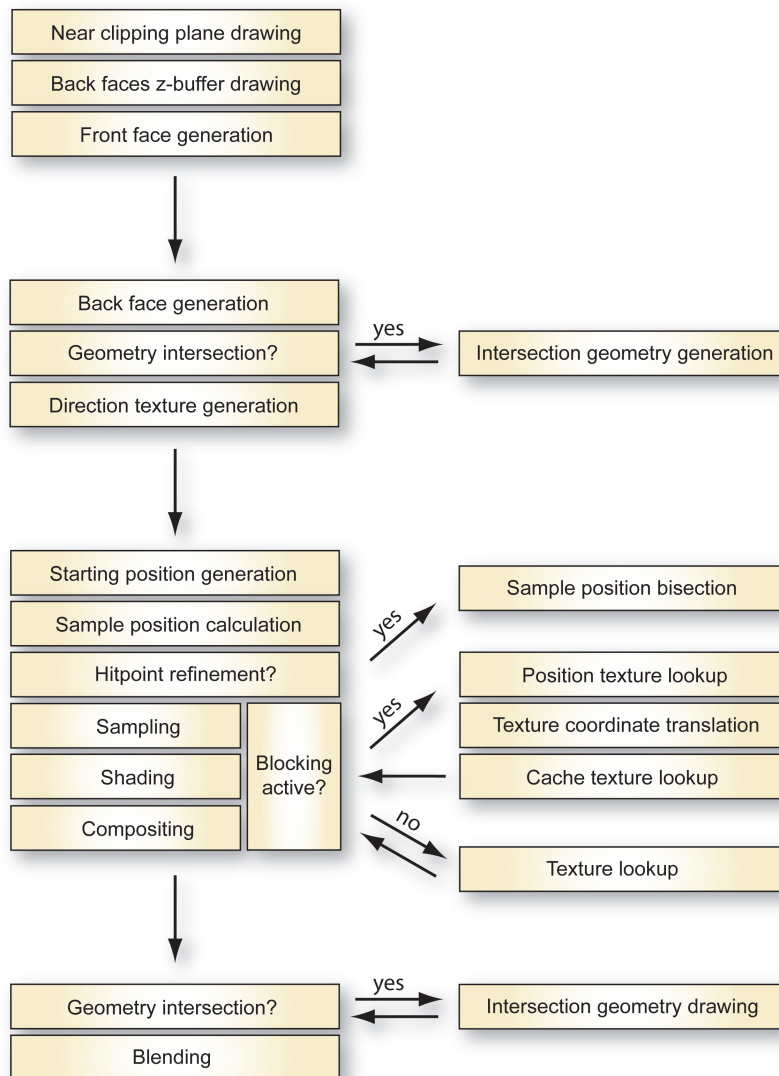 Near clipping plane drawing
Back faces z-buffer drawing
Front face generation
Back face generation
Geometry intersection?
yes
Intersection geometry generation
Direction texture generation
Starting position generation
Sample position calculation
Hitpoint refinement?
yes
Sample position bisection
Sampling
Shading
Compositing
Blocking
active?
yes
Position texture lookup
Texture coordinate translation
Cache texture lookup
no
Texture lookup
Geometry intersection?
yes
Intersection geometry drawing
Blending